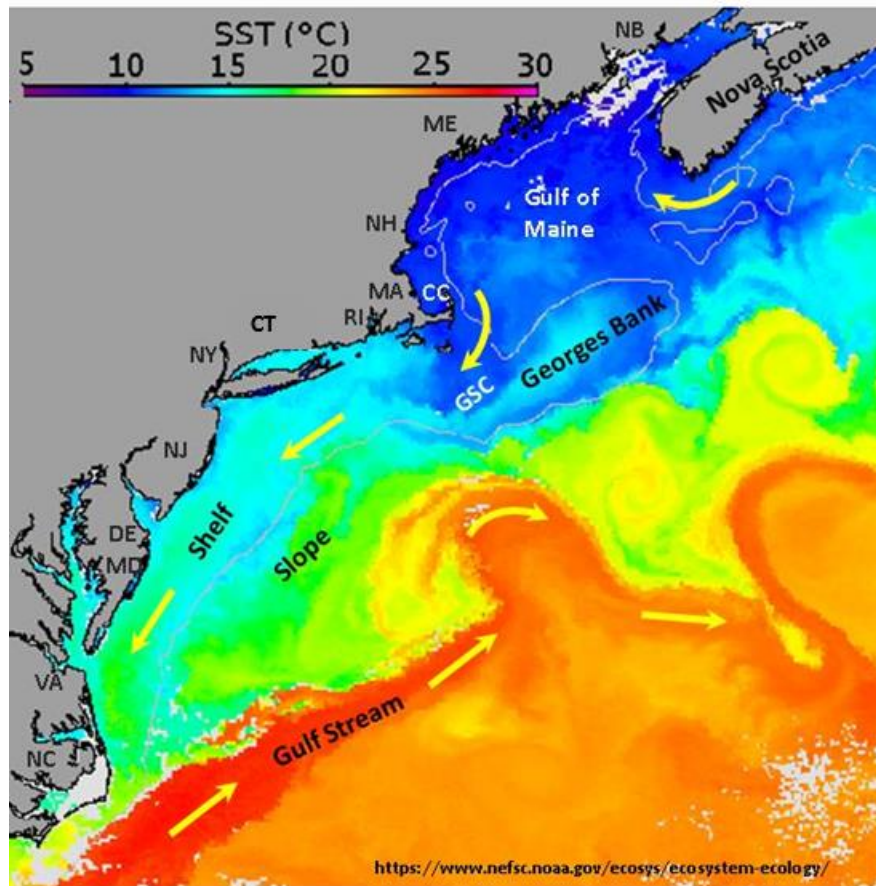 SST (°C)
5 10 15 20 25 30
NB
Nova Scotia
ME
Gulf of
Maine
NH
MA
CC
RI
CT
NY
Georges Bank
GSC
NJ
Shelf
Slope
DE
MD
VA
Gulf Stream
NC
https://www.nefsc.noaa.gov/ecosys/ecosystem-ecology/